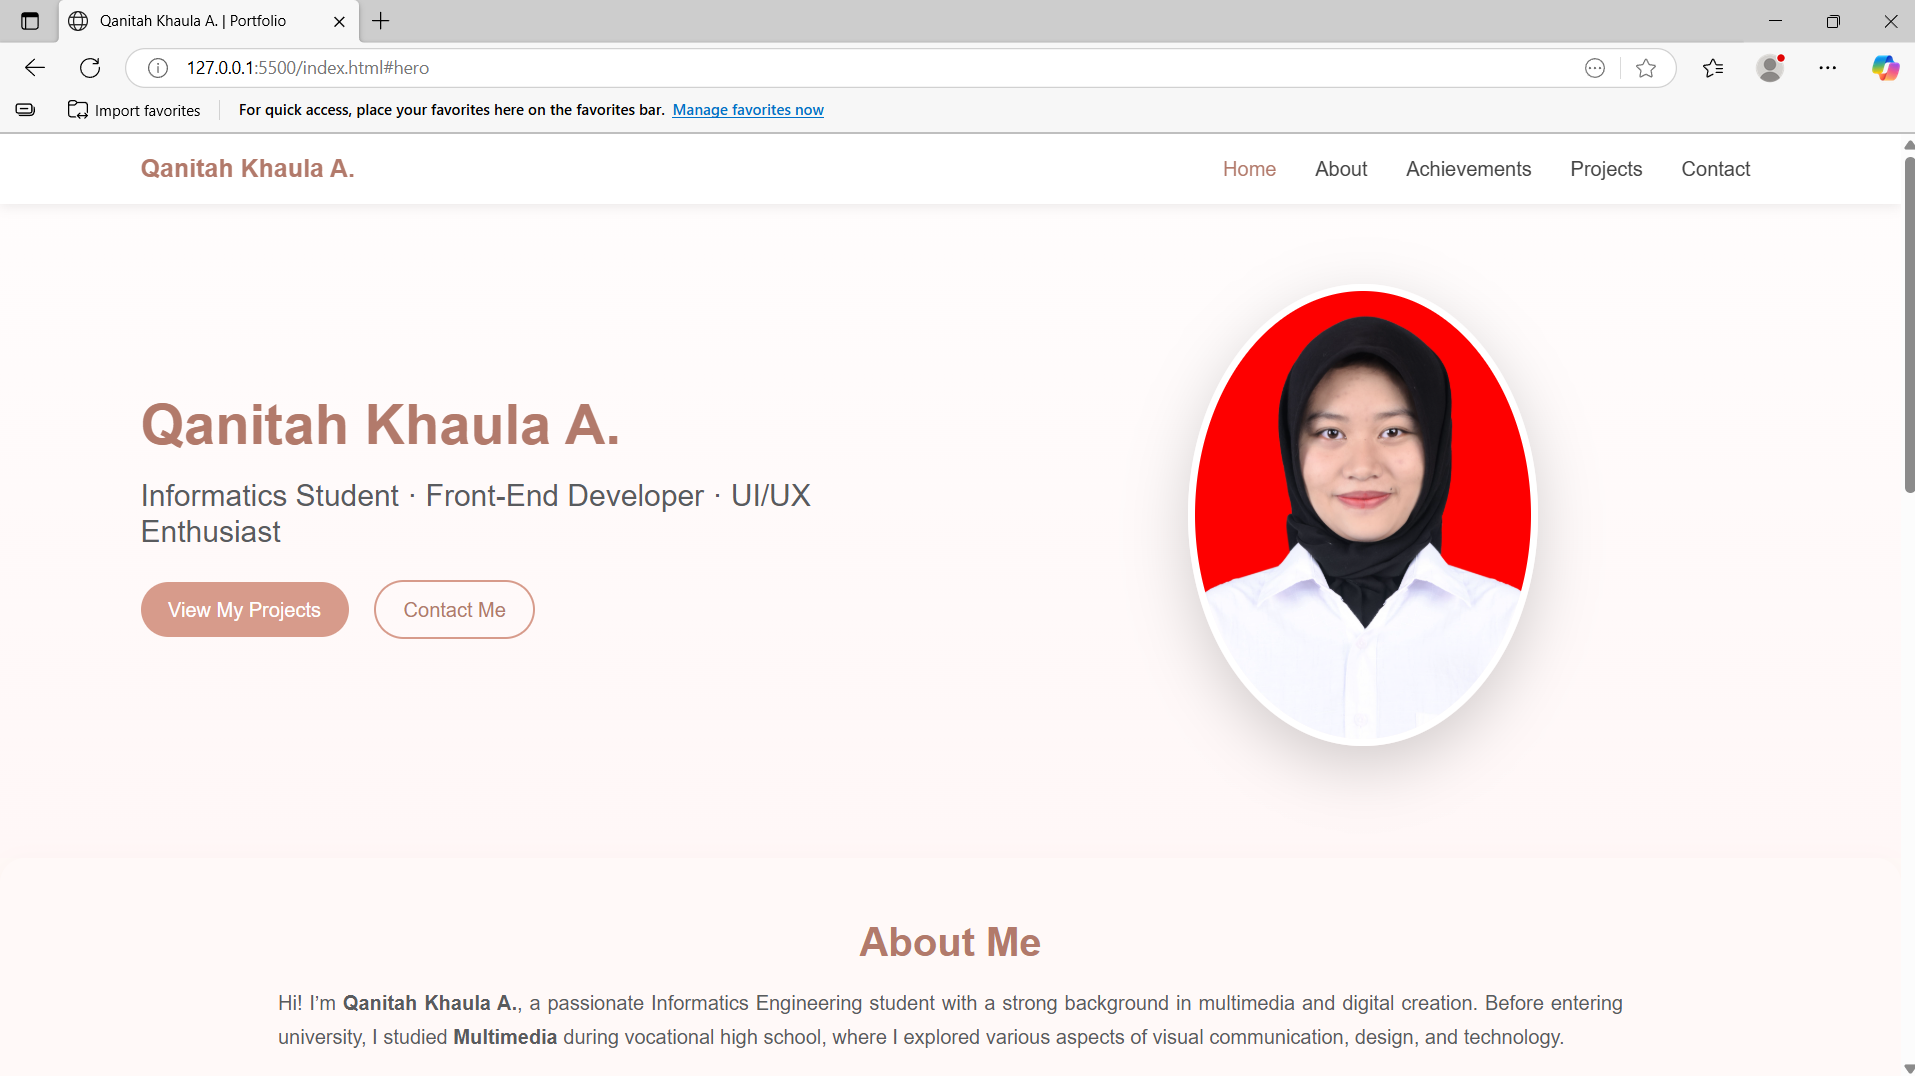 Qanitah Khaula A. | Portfolio
127.0.0.1:5500/index.html#hero
Import favorites
For quick access, place your favorites here on the favorites bar. Manage favorites now
Qanitah Khaula A.
Home
About
Achievements
Projects
Contact
Qanitah Khaula A.
Informatics Student · Front-End Developer · UI/UX
Enthusiast
View My Projects
Contact Me
About Me
Hi! I’m Qanitah Khaula A., a passionate Informatics Engineering student with a strong background in multimedia and digital creation. Before entering
university, I studied Multimedia during vocational high school, where I explored various aspects of visual communication, design, and technology.